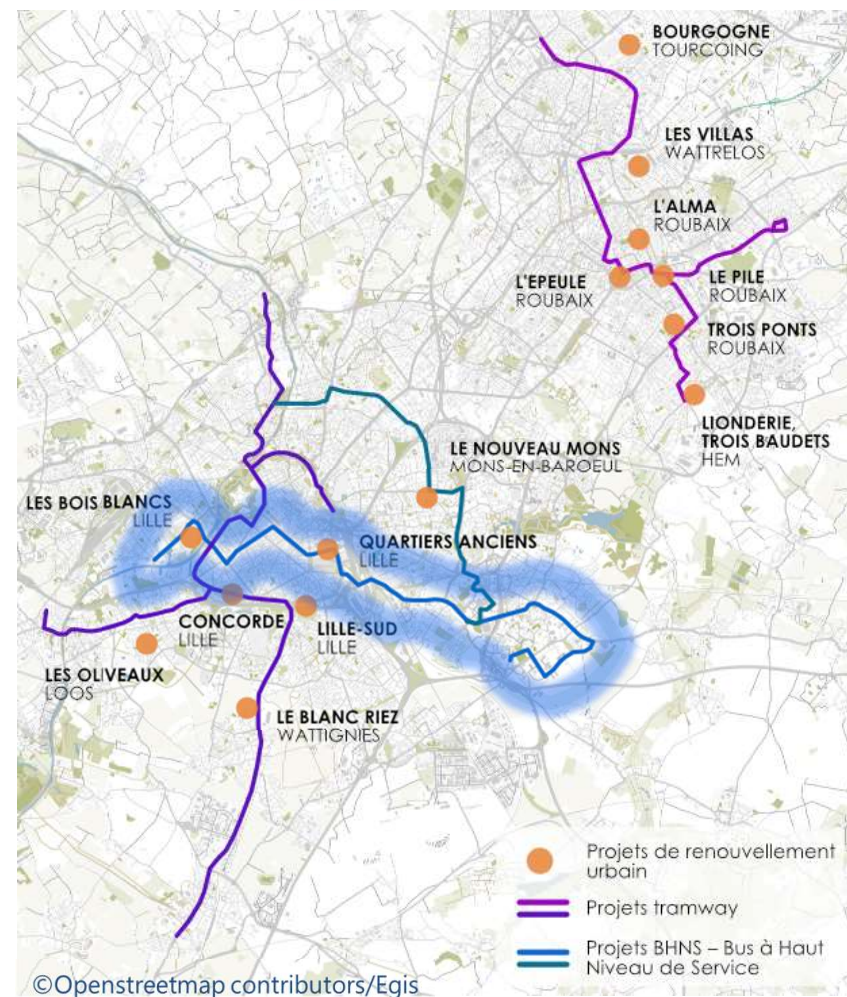 BOURGOGNE
TOURCOING
LES VILLAS
WATTRELOS
L'ALMA
ROUBAIX
L'EPEULE
ROUBAIX
LE PILE
ROUBAIX
TROIS PONTS
ROUBAIX
LIONDERIE,
TROIS BAUDETS
HEM
LE NOUVEAU MONS
MONS-EN-BAROEUL
LES BOIS BLANCS
LILLE
QUARTIERS ANCIENS
LILLE
CONCORDE
LILLE
LILLE-SUD
LILLE
LES OLIVEAUX
LOOS
LE BLANC RIEZ
WATTIGNIES
Projets de renouvellement
urbain
Projets tramway
Projets BHNS – Bus à Haut
Niveau de Service
©Openstreetmap contributors/Egis